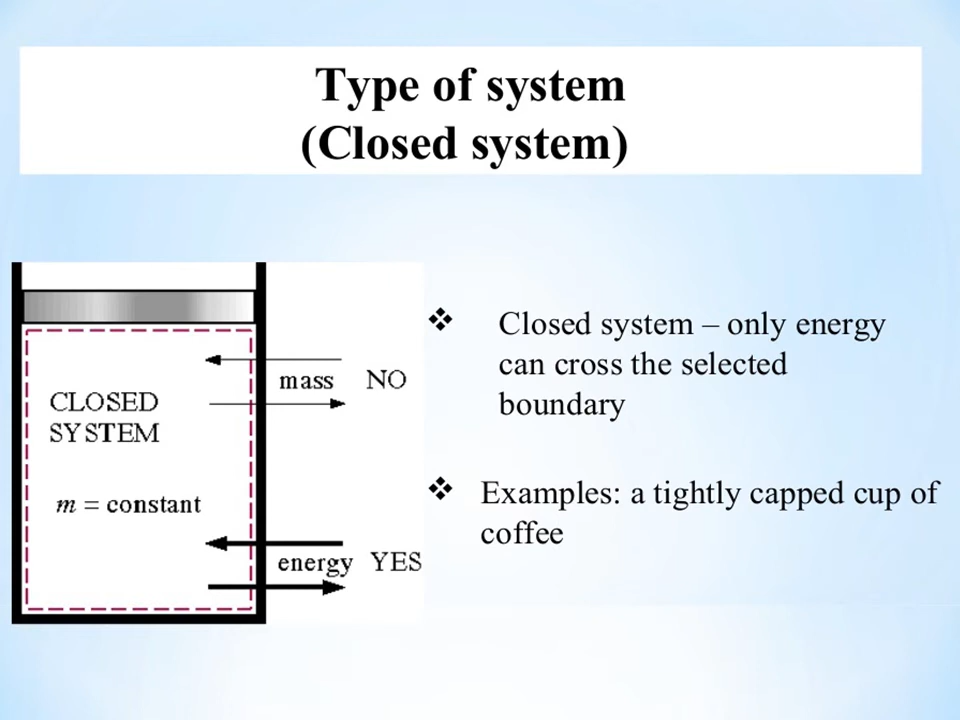 Type of system
(Closed system)
CLOSED
SYSTEM
m = constant
mass NO
energy YES
❖ Closed system – only energy
can cross the selected
boundary
❖ Examples: a tightly capped cup of
coffee